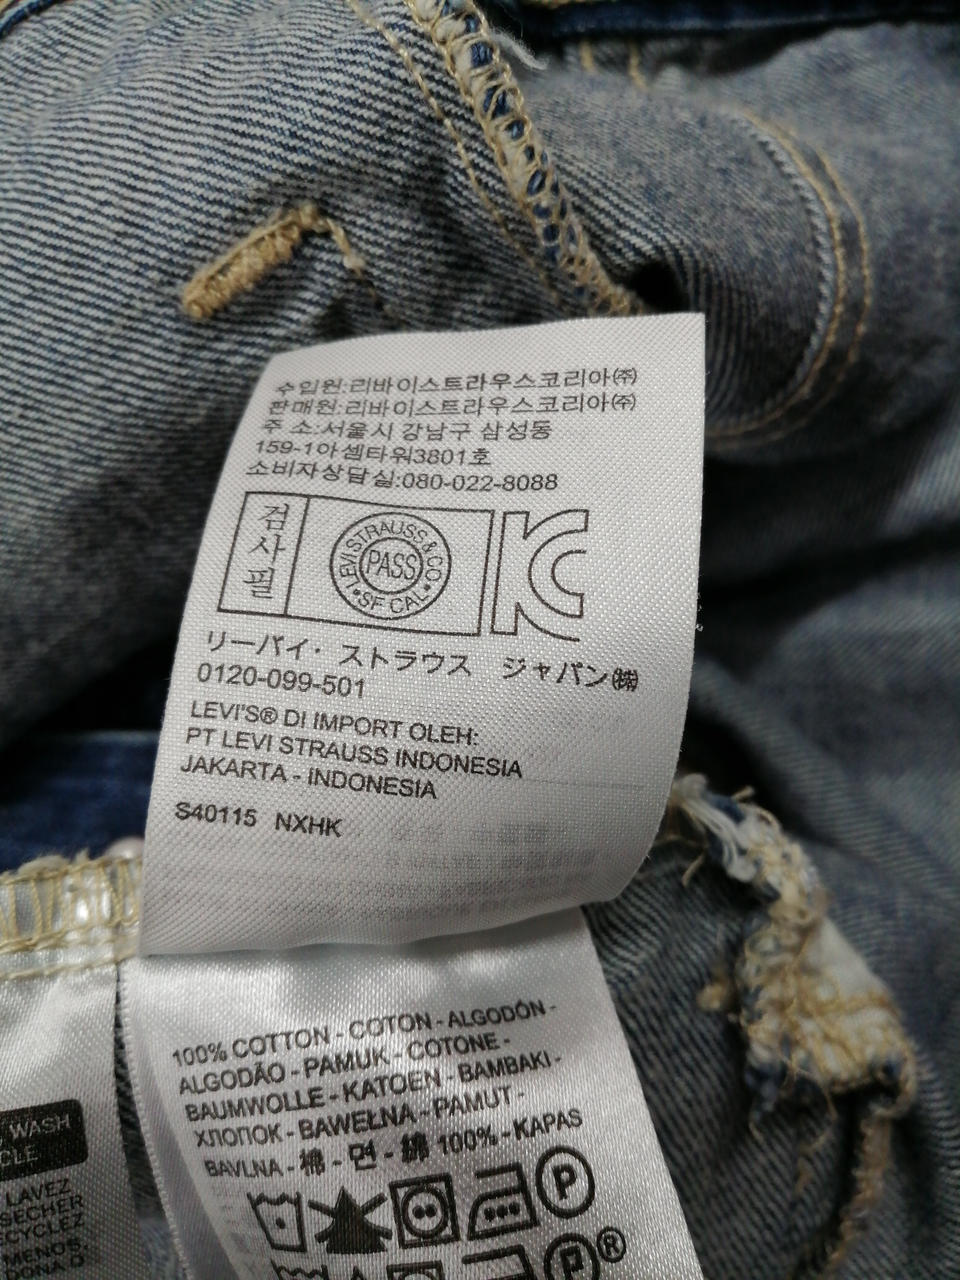 수입원:리바이스트라우스코리아㈜
판매원:리바이스트라우스코리아㈜
주 소:서울시 강남구 삼성동
159-1아셈타워3801호
소비자상담실:080-022-8088
검사필
LEVI STRAUSS & CO
PASS
•SF CAL•
KC
リーバイ・ストラウス ジャパン㈱
0120-099-501
LEVI'S® DI IMPORT OLEH:
PT LEVI STRAUSS INDONESIA
JAKARTA - INDONESIA
S40115 NXHK
100% COTTON - COTON - ALGODÓN -
ALGODÃO - PAMUK - COTONE -
BAUMWOLLE - KATOEN - BAMBAKI -
ХЛОПОК - BAWEŁNA - PAMUT -
BAVLNA - 棉 - 면 - 綿 100% - KAPAS
P
P®
WASH
LAVEZ
MENOS.